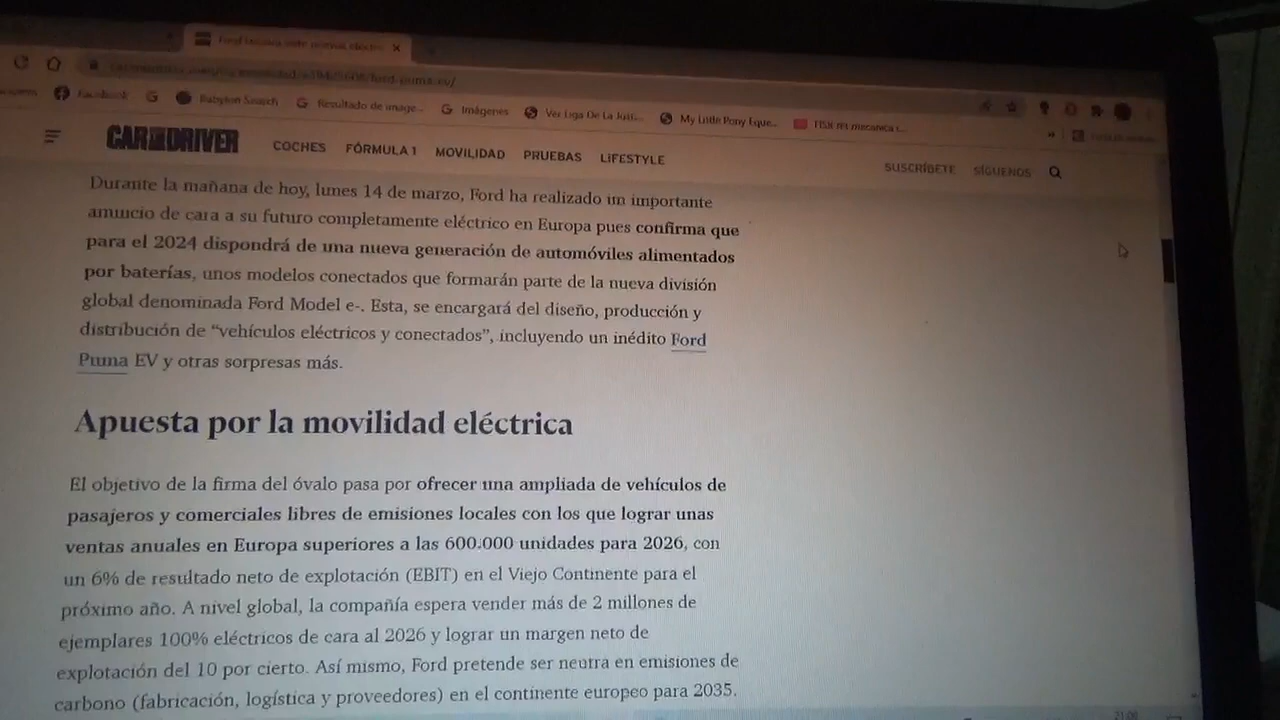 Ford
ford-puma-ev/
Facebook
G
Babylon Search
Resultado de image...
Imágenes
Ver Liga De La Justi...
My Little Pony Eque...
CAR AND DRIVER
COCHES
FÓRMULA 1
MOVILIDAD
PRUEBAS
LIFESTYLE
SUSCRÍBETE
SÍGUENOS
Durante la mañana de hoy, lunes 14 de marzo, Ford ha realizado un importante
anuncio de cara a su futuro completamente eléctrico en Europa pues confirma que
para el 2024 dispondrá de una nueva generación de automóviles alimentados
por baterías, unos modelos conectados que formarán parte de la nueva división
global denominada Ford Model e-. Esta, se encargará del diseño, producción y
distribución de “vehículos eléctricos y conectados”, incluyendo un inédito Ford
Puma EV y otras sorpresas más.
Apuesta por la movilidad eléctrica
El objetivo de la firma del óvalo pasa por ofrecer una ampliada de vehículos de
pasajeros y comerciales libres de emisiones locales con los que lograr unas
ventas anuales en Europa superiores a las 600.000 unidades para 2026, con
un 6% de resultado neto de explotación (EBIT) en el Viejo Continente para el
próximo año. A nivel global, la compañía espera vender más de 2 millones de
ejemplares 100% eléctricos de cara al 2026 y lograr un margen neto de
explotación del 10 por cierto. Así mismo, Ford pretende ser neutra en emisiones de
carbono (fabricación, logística y proveedores) en el continente europeo para 2035.